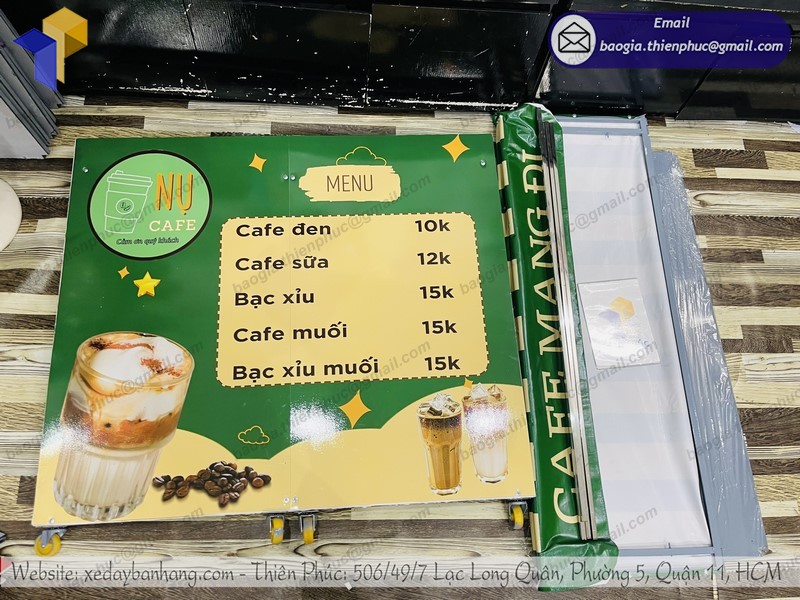 Email
baogia.thienphuc@gmail.com
NỤ
CAFE
Cảm ơn quý khách
MENU
Cafe đen 10k
Cafe sữa 12k
Bạc xỉu 15k
Cafe muối 15k
Bạc xỉu muối 15k
CAFE MANG ĐI
Website: xedaybanhang.com - Thiên Phúc: 506/49/7 Lạc Long Quân, Phường 5, Quận 11, HCM